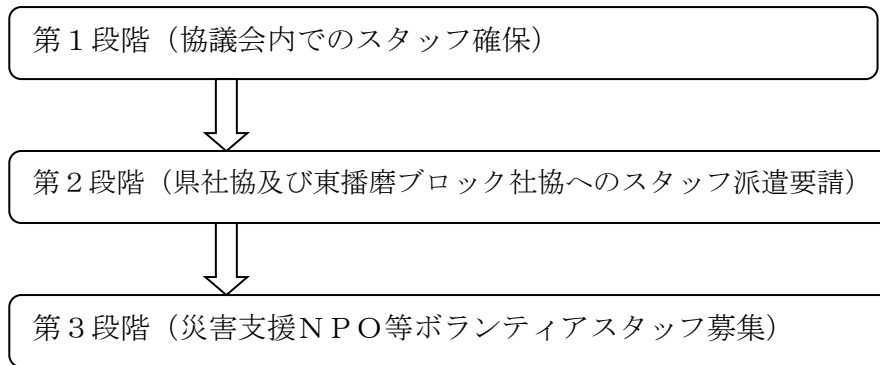 第１段階（協議会内でのスタッフ確保）
第２段階（県社協及び東播磨ブロック社協へのスタッフ派遣要請）
第３段階（災害支援ＮＰＯ等ボランティアスタッフ募集）